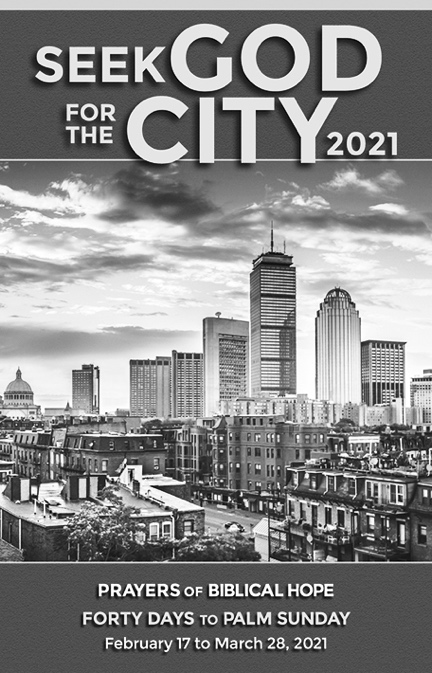 SEEK GOD
FOR THE CITY 2021
PRAYERS OF BIBLICAL HOPE
FORTY DAYS TO PALM SUNDAY
February 17 to March 28, 2021